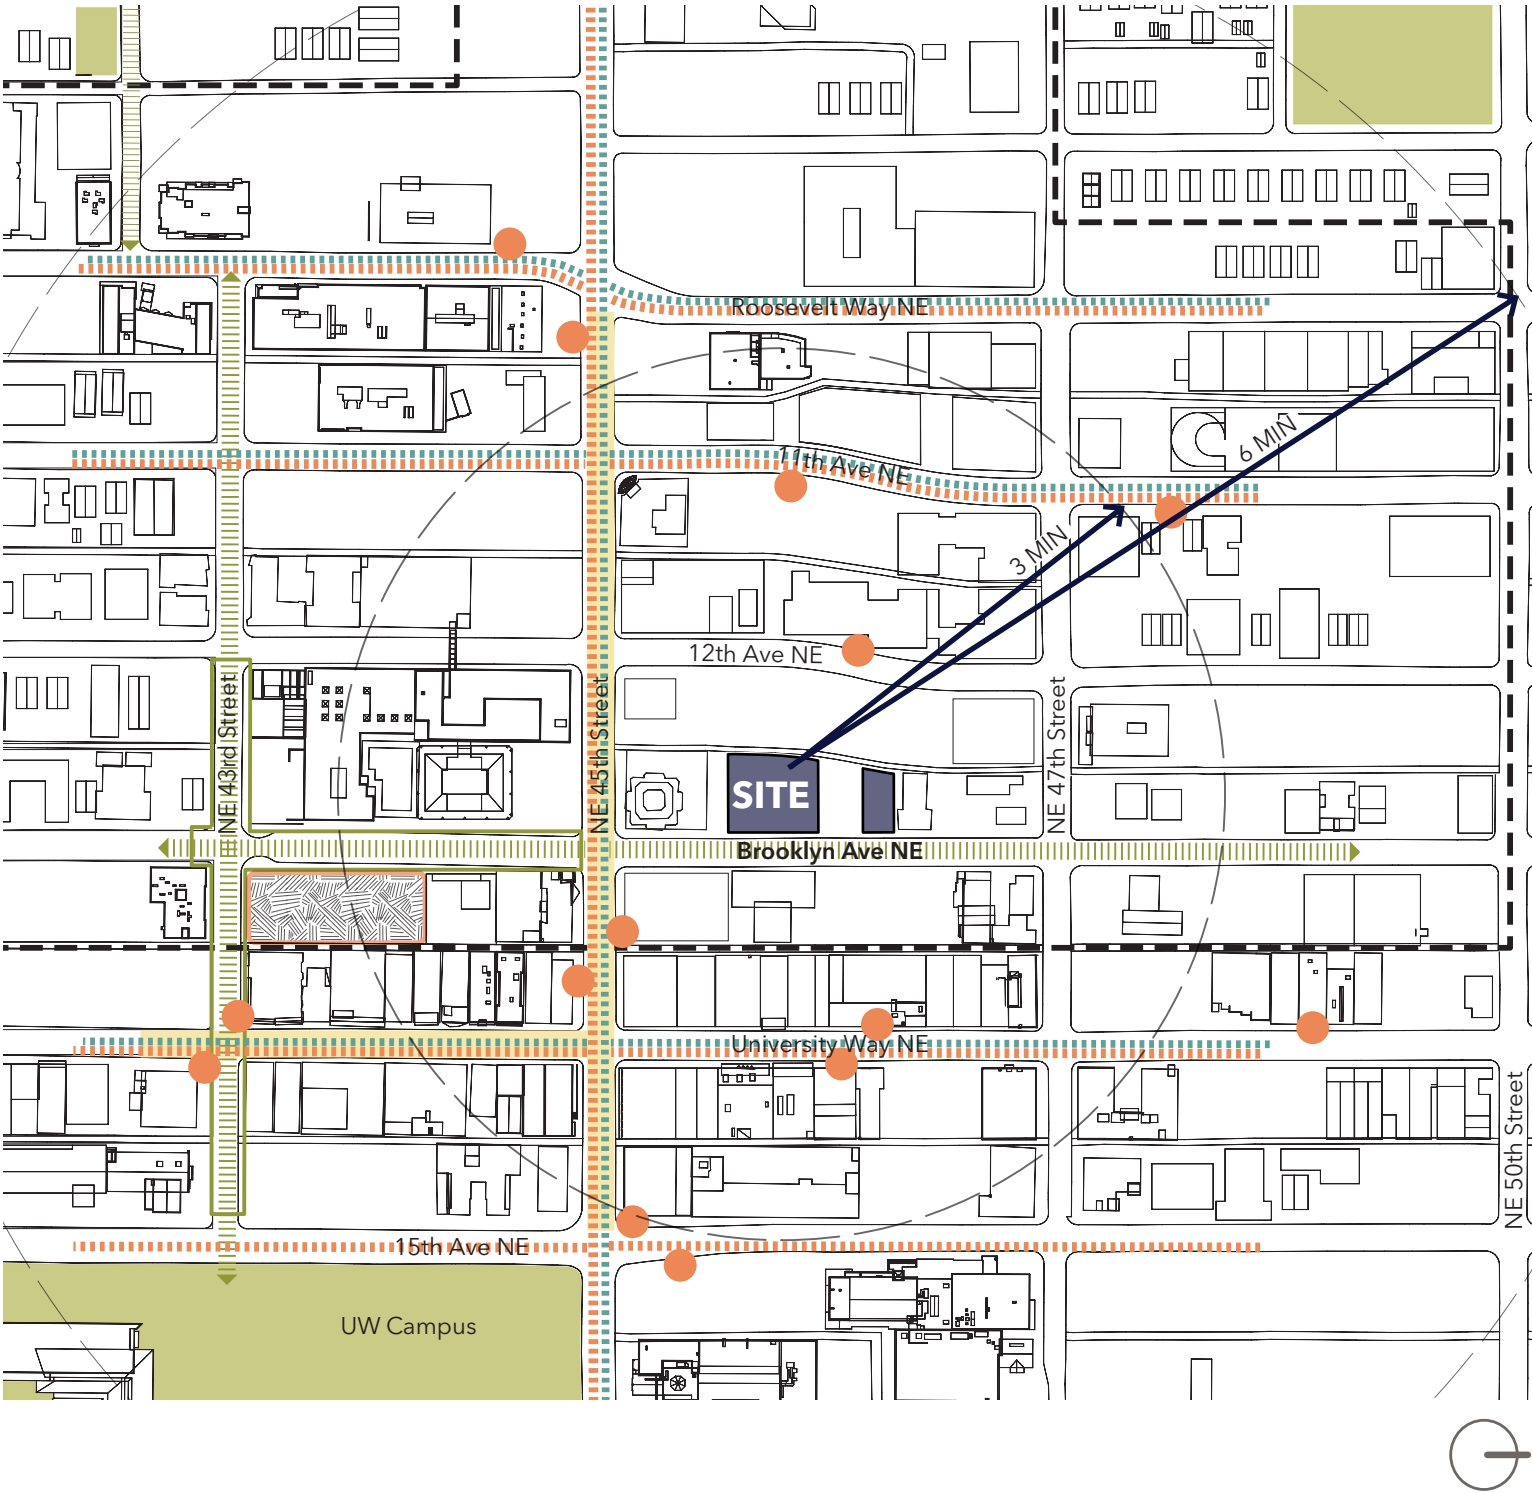 Roosevelt Way NE
6 MIN
11th Ave NE
3 MIN
12th Ave NE
NE 43rd Street
NE 45th Street
NE 47th Street
SITE
Brooklyn Ave NE
University Way NE
NE 50th Street
15th Ave NE
UW Campus